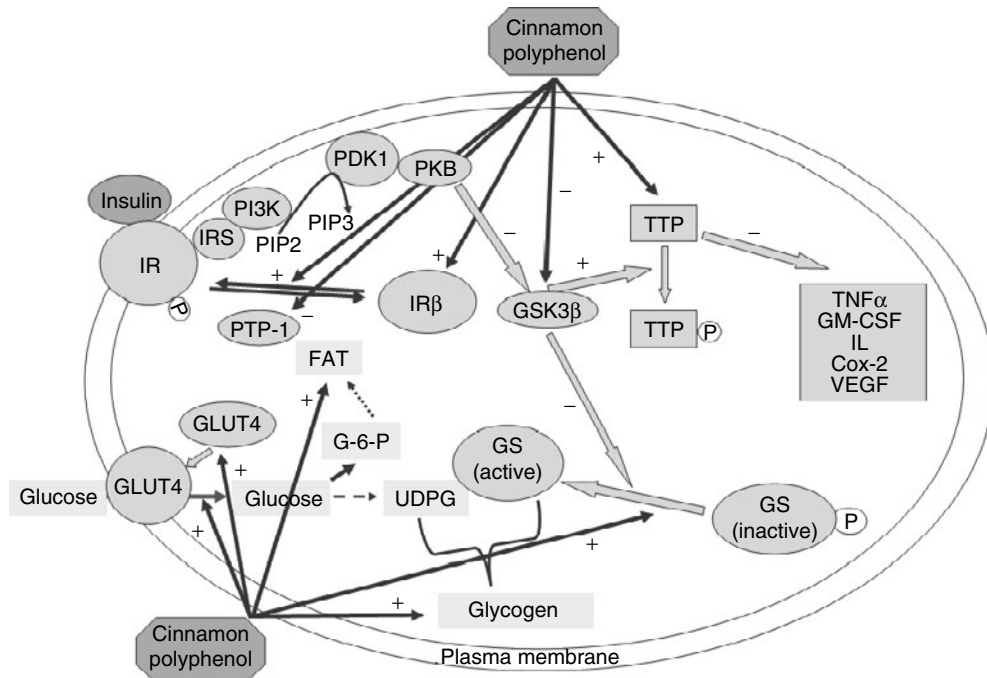 Cinnamon
polyphenol
PDK1
PKB
+
−
Insulin
PI3K
PIP3
IRS
PIP2
TTP
−
−
IR
+
+
+
P
IRβ
GSK3β
TNFα
GM-CSF
IL
Cox-2
VEGF
PTP-1
−
TTP
P
FAT
+
−
+
GLUT4
G-6-P
GS
(active)
+
Glucose
GLUT4
Glucose
UDPG
GS
(inactive)
P
+
+
+
Glycogen
Cinnamon
polyphenol
Plasma membrane